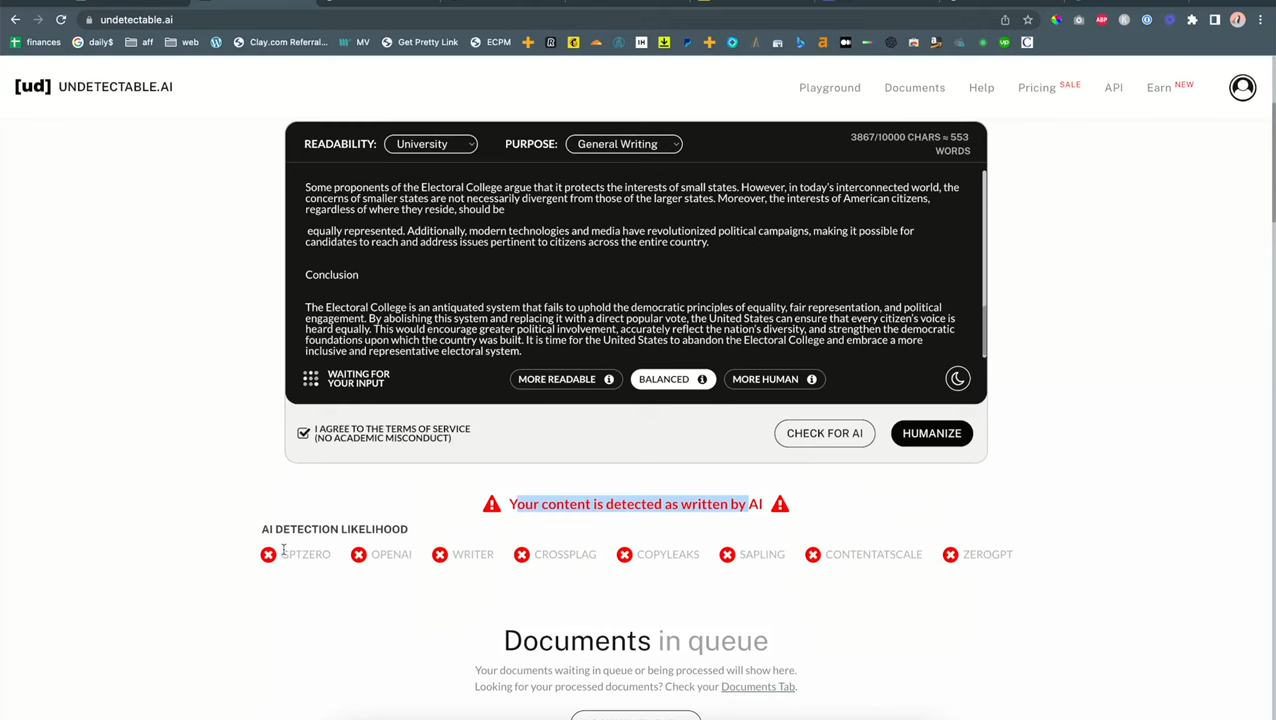 undetectable.ai
finances
daily$
aff
web
Clay.com Referral...
MV
Get Pretty Link
ECPM
[ud] UNDETECTABLE.AI
Playground
Documents
Help
Pricing SALE
API
Earn NEW
READABILITY: University
PURPOSE: General Writing
3867/10000 CHARS ≈ 553
WORDS
Some proponents of the Electoral College argue that it protects the interests of small states. However, in today's interconnected world, the
concerns of smaller states are not necessarily divergent from those of the larger states. Moreover, the interests of American citizens,
regardless of where they reside, should be
equally represented. Additionally, modern technologies and media have revolutionized political campaigns, making it possible for
candidates to reach and address issues pertinent to citizens across the entire country.
Conclusion
The Electoral College is an antiquated system that fails to uphold the democratic principles of equality, fair representation, and political
engagement. By abolishing this system and replacing it with a direct popular vote, the United States can ensure that every citizen's voice is
heard equally. This would encourage greater political involvement, accurately reflect the nation's diversity, and strengthen the democratic
foundations upon which the country was built. It is time for the United States to abandon the Electoral College and embrace a more
inclusive and representative electoral system.
WAITING FOR
YOUR INPUT
MORE READABLE
BALANCED
MORE HUMAN
I AGREE TO THE TERMS OF SERVICE
(NO ACADEMIC MISCONDUCT)
CHECK FOR AI
HUMANIZE
Your content is detected as written by AI
AI DETECTION LIKELIHOOD
GPTZERO
OPENAI
WRITER
CROSSPLAG
COPYLEAKS
SAPLING
CONTENTATSCALE
ZEROGPT
Documents in queue
Your documents waiting in queue or being processed will show here.
Looking for your processed documents? Check your Documents Tab.